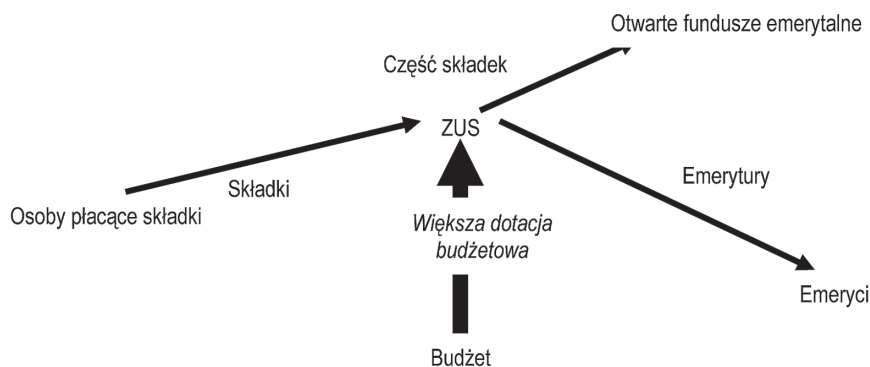 Otwarte fundusze emerytalne
Część składek
ZUS
Składki
Emerytury
Osoby płacące składki
Większa dotacja
budżetowa
Emeryci
Budżet